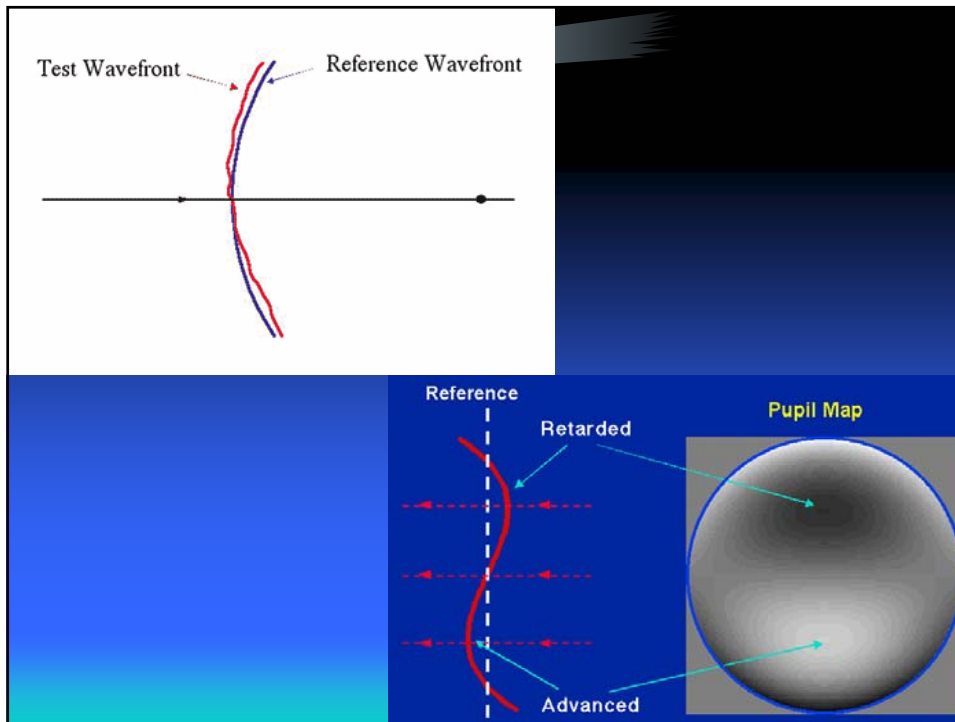 Test Wavefront
Reference Wavefront
Reference
Retarded
Pupil Map
Advanced